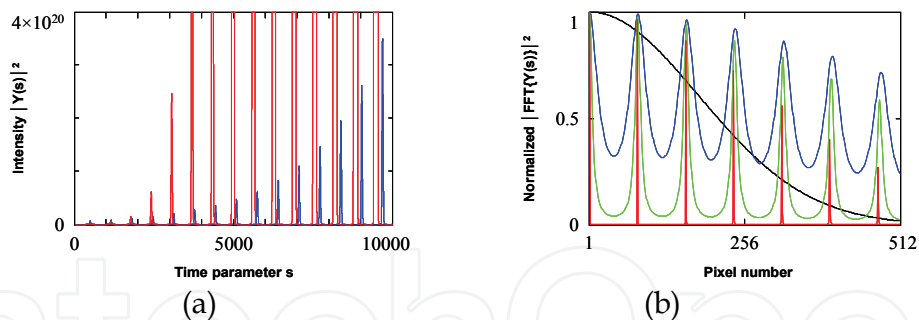 4×10²⁰
Intensity |Y(s)|²
0
0
5000
10000
Time parameter s
(a)
1
0.5
0
Normalized |FFT{Y(s)}|²
1
256
512
Pixel number
(b)